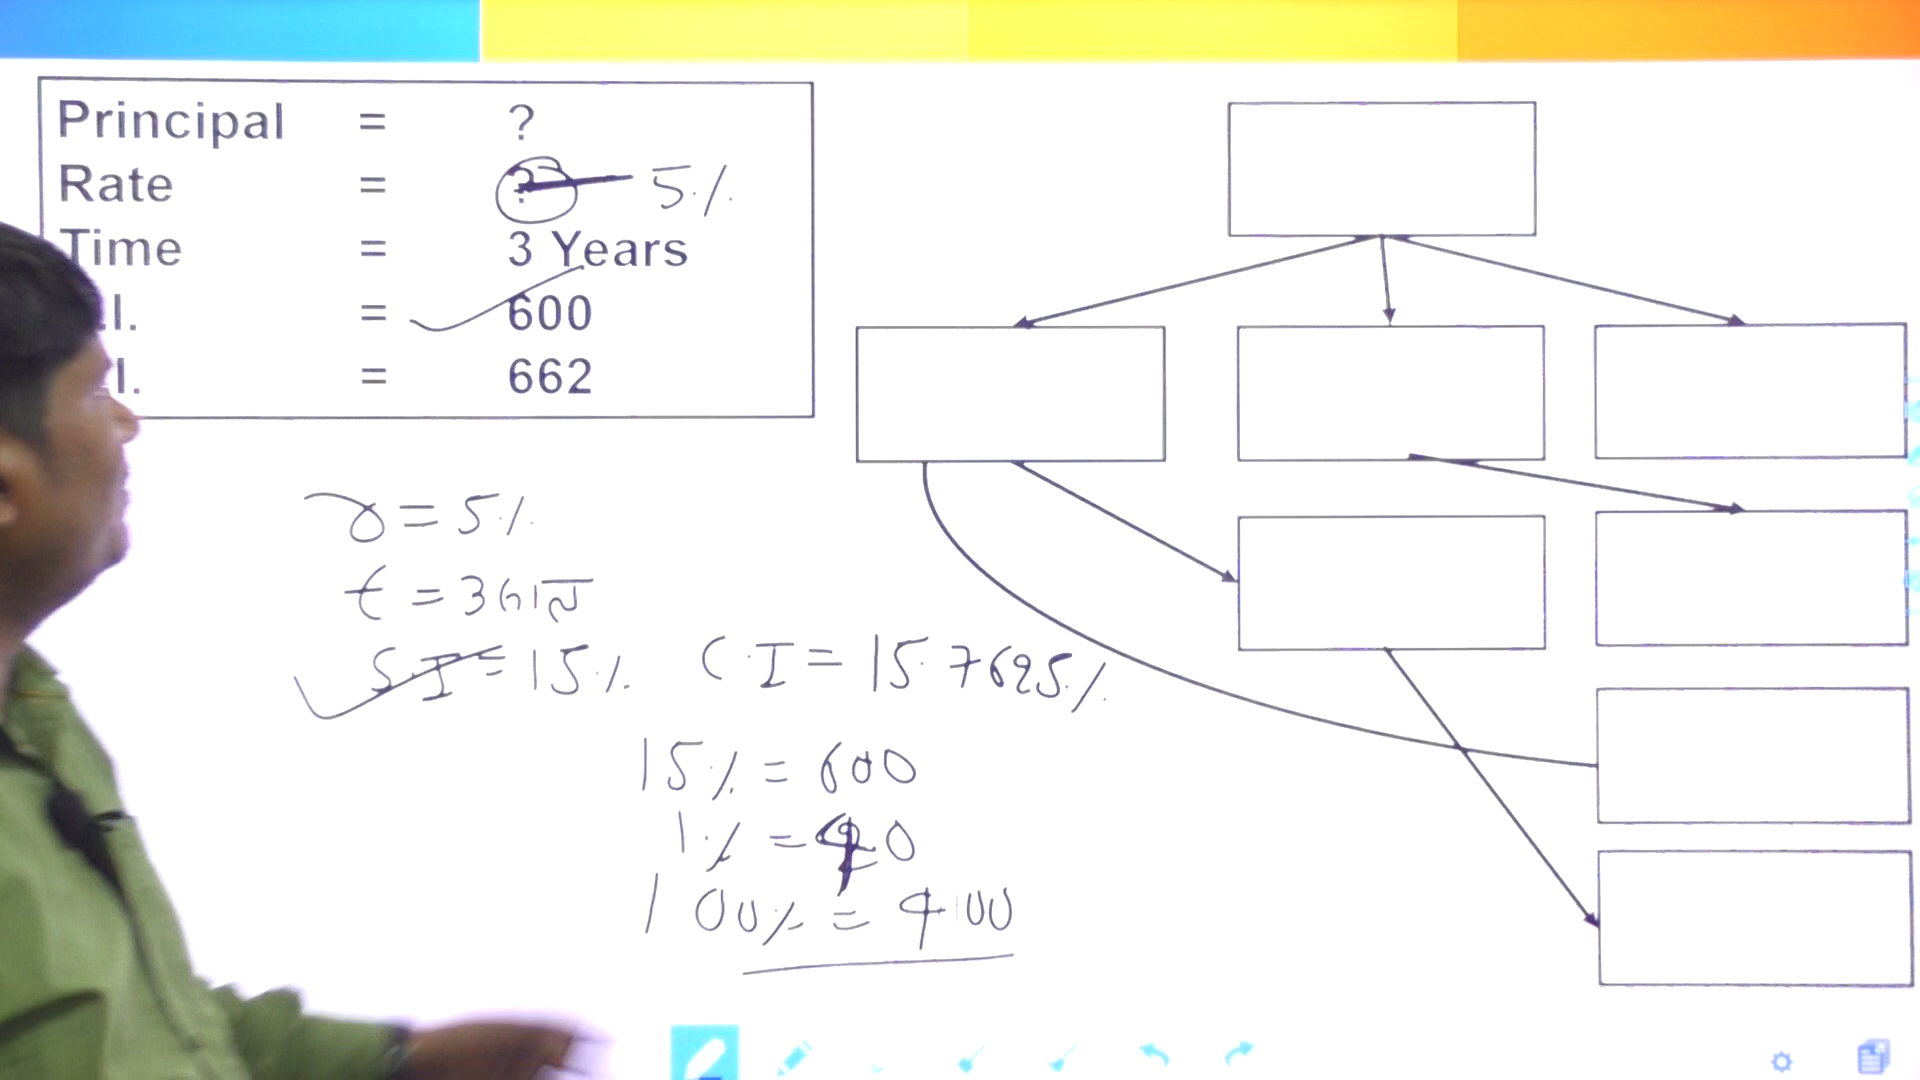 Principal = ?
Rate = ? 5%
Time = 3 Years
.I. = 600
.I. = 662
r = 5%
t = 3 साल
S.I = 15% C.I = 15.7625%
15% = 600
1% = 40
100% = 4000